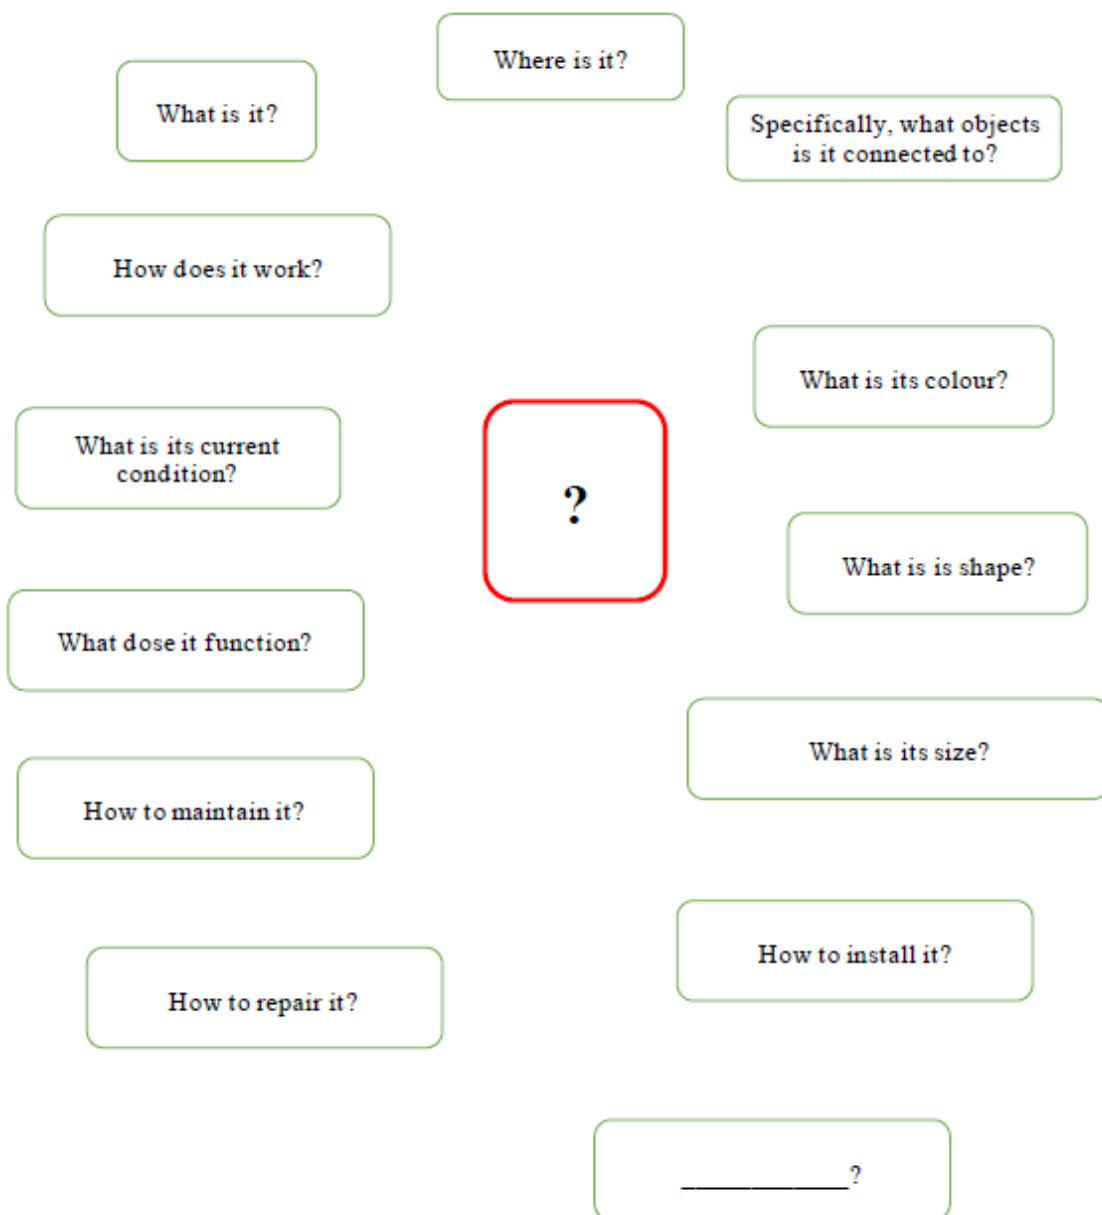 Where is it?
What is it?
Specifically, what objects
is it connected to?
How does it work?
What is its colour?
What is its current
condition?
?
What is is shape?
What dose it function?
What is its size?
How to maintain it?
How to install it?
How to repair it?
____________?